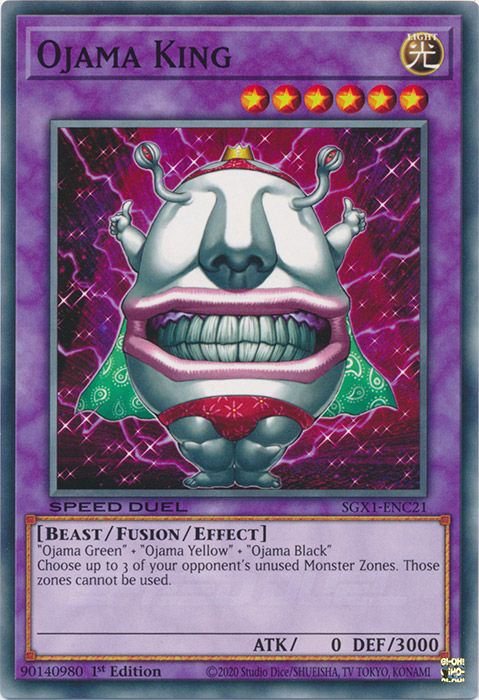 Ojama King
LIGHT
光
SPEED DUEL
SGX1-ENC21
[Beast/Fusion/Effect]
"Ojama Green" + "Ojama Yellow" + "Ojama Black"
Choose up to 3 of your opponent's unused Monster Zones. Those
zones cannot be used.
ATK/ 0 DEF/3000
90140980 1st Edition
©2020 Studio Dice/SHUEISHA, TV TOKYO, KONAMI